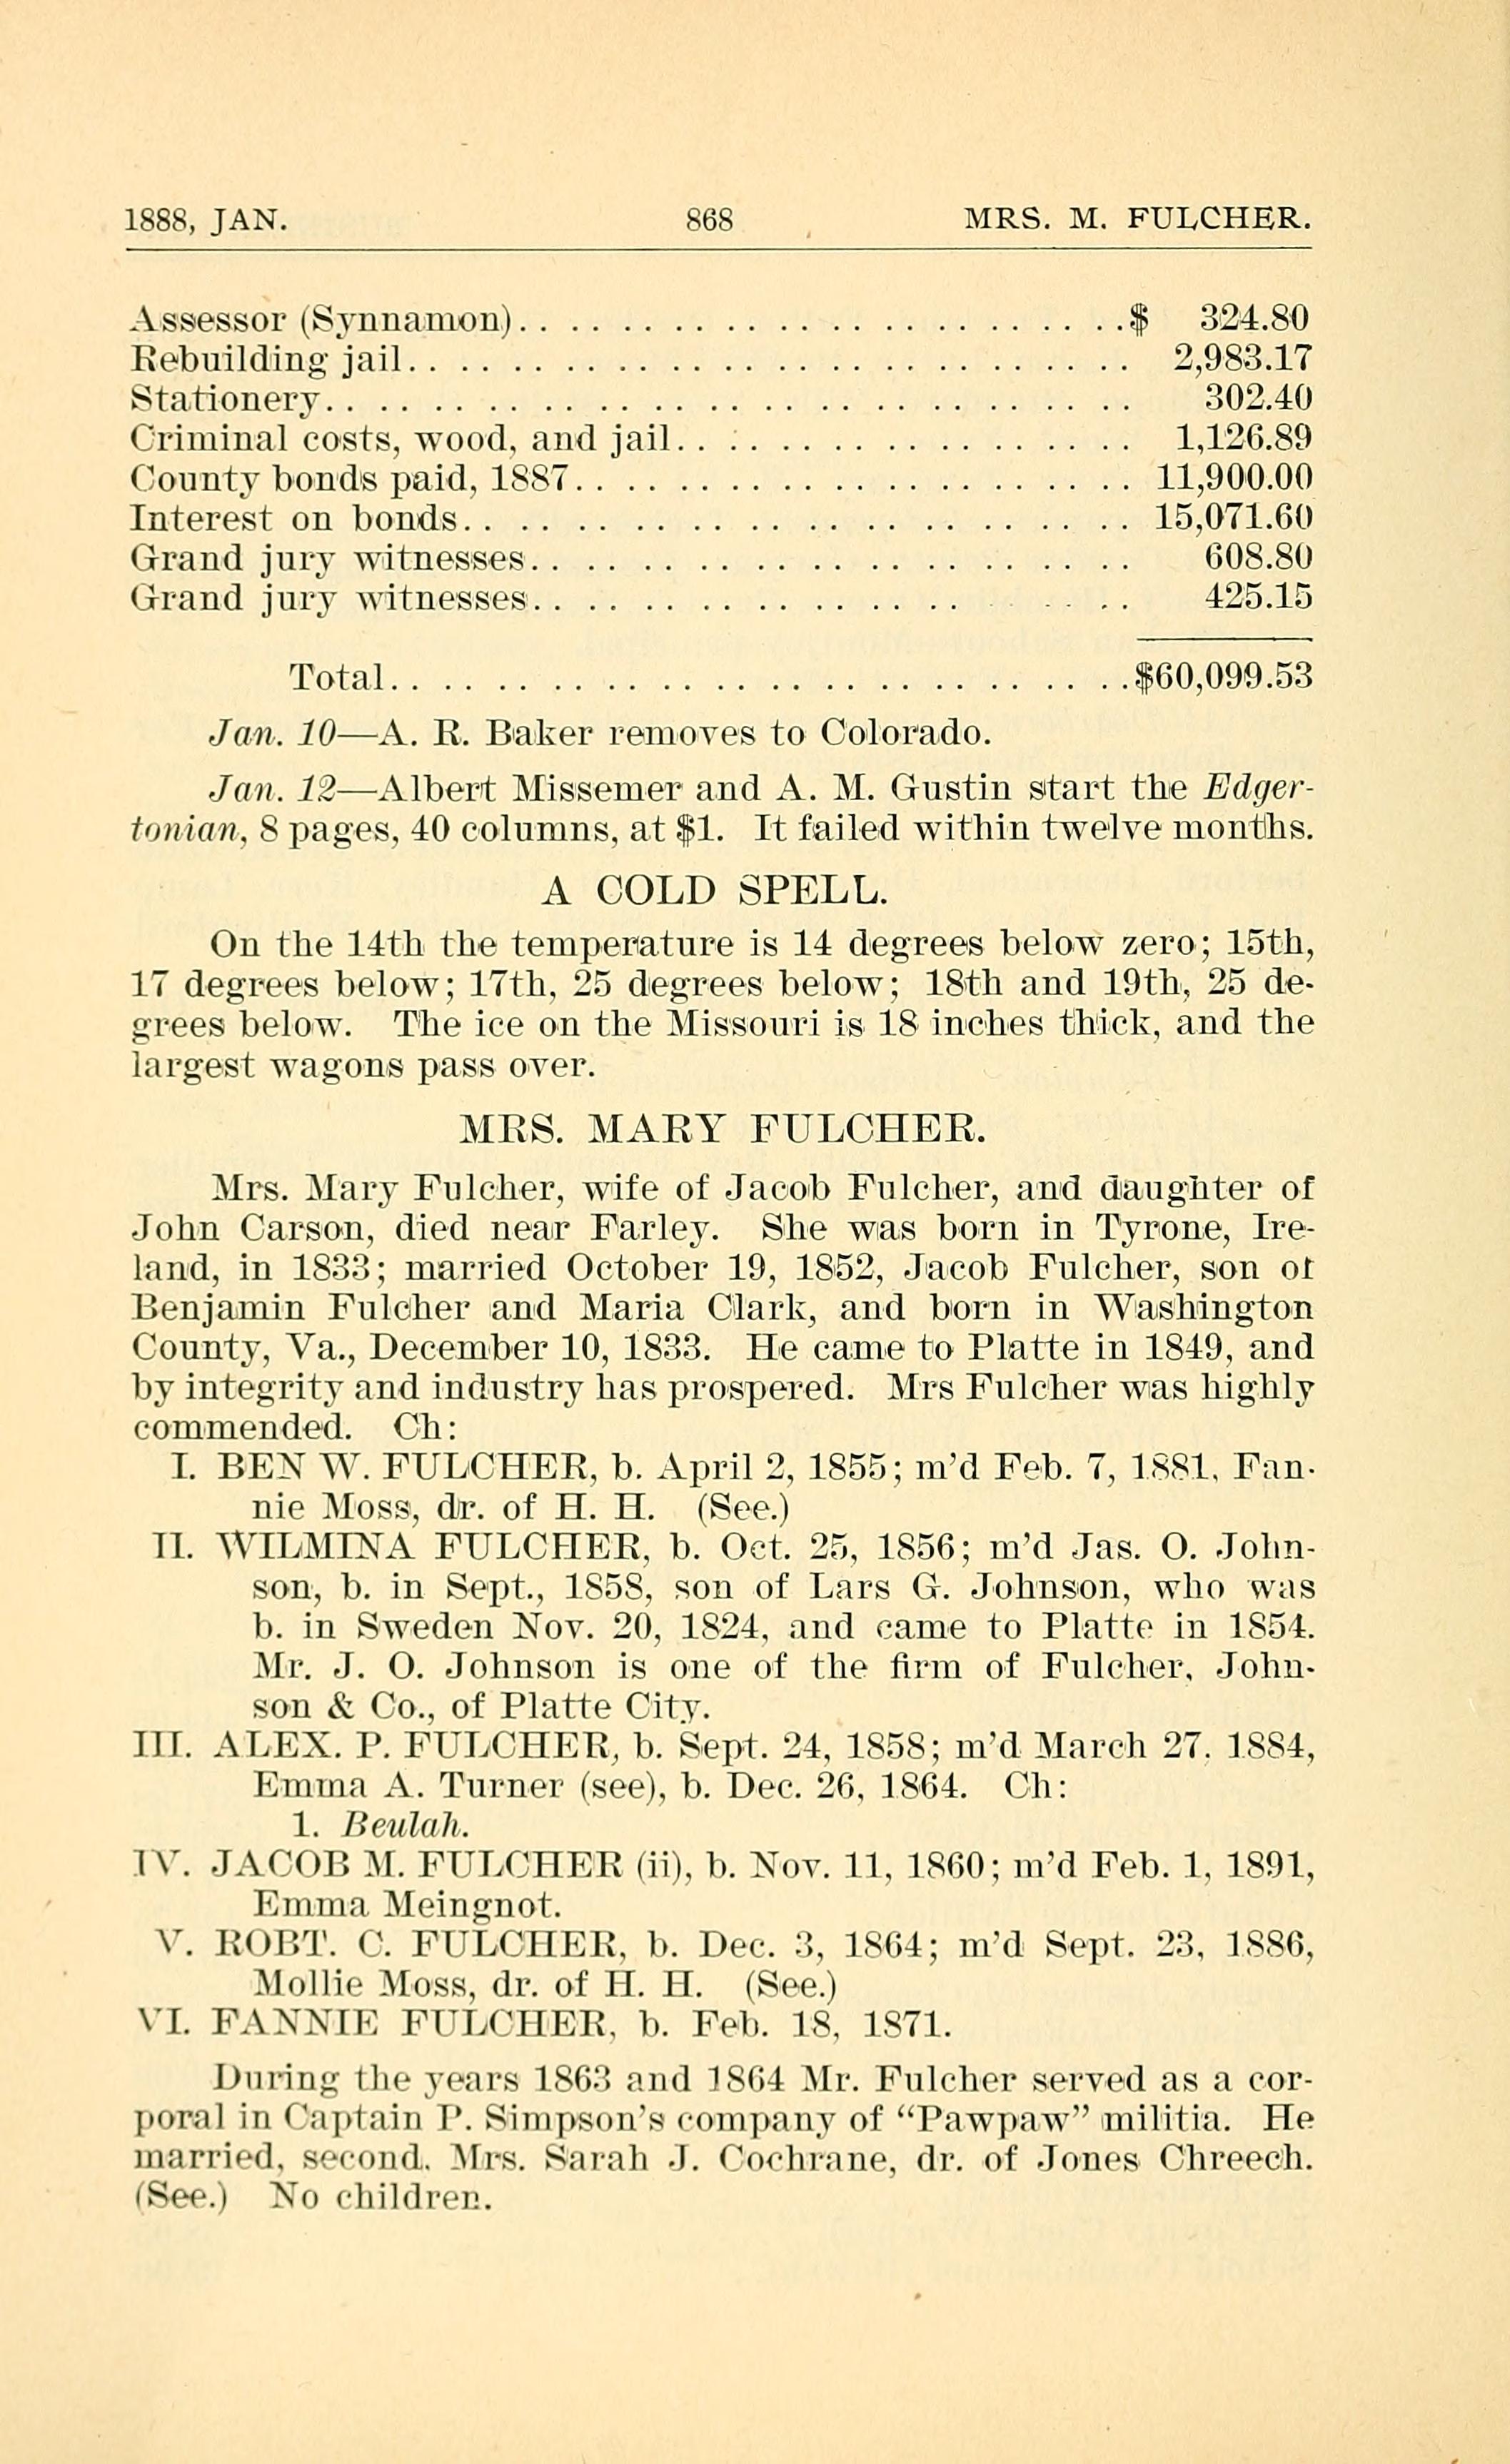 1888, JAN. 868 MRS. M. FULCHER.
Assessor (Synnamon). . . . . . . . . . . . . . . . . . . . . . . .$ 324.80
Rebuilding jail. . . . . . . . . . . . . . . . . . . . . . . . . . . . 2,983.17
Stationery. . . . . . . . . . . . . . . . . . . . . . . . . . . . . . . 302.40
Criminal costs, wood, and jail. . . . . . . . . . . . . . . . . . 1,126.89
County bonds paid, 1887. . . . . . . . . . . . . . . . . . . . . . 11,900.00
Interest on bonds. . . . . . . . . . . . . . . . . . . . . . . . . . 15,071.60
Grand jury witnesses. . . . . . . . . . . . . . . . . . . . . . . 608.80
Grand jury witnesses. . . . . . . . . . . . . . . . . . . . . . . 425.15
Total. . . . . . . . . . . . . . . . . . . . . . . . . . . . .$60,099.53
Jan. 10—A. R. Baker removes to Colorado.
Jan. 12—Albert Missemer and A. M. Gustin start the Edger-
tonian, 8 pages, 40 columns, at $1. It failed within twelve months.
A COLD SPELL.
On the 14th the temperature is 14 degrees below zero; 15th,
17 degrees below; 17th, 25 degrees below; 18th and 19th, 25 de-
grees below. The ice on the Missouri is 18 inches thick, and the
largest wagons pass over.
MRS. MARY FULCHER.
Mrs. Mary Fulcher, wife of Jacob Fulcher, and daughter of
John Carson, died near Farley. She was born in Tyrone, Ire-
land, in 1833; married October 19, 1852, Jacob Fulcher, son of
Benjamin Fulcher and Maria Clark, and born in Washington
County, Va., December 10, 1833. He came to Platte in 1849, and
by integrity and industry has prospered. Mrs Fulcher was highly
commended. Ch:
I. BEN W. FULCHER, b. April 2, 1855; m'd Feb. 7, 1881, Fan-
nie Moss, dr. of H. H. (See.)
II. WILMINA FULCHER, b. Oct. 25, 1856; m'd Jas. O. John-
son, b. in Sept., 1858, son of Lars G. Johnson, who was
b. in Sweden Nov. 20, 1824, and came to Platte in 1854.
Mr. J. O. Johnson is one of the firm of Fulcher, John-
son & Co., of Platte City.
III. ALEX. P. FULCHER, b. Sept. 24, 1858; m'd March 27, 1884,
Emma A. Turner (see), b. Dec. 26, 1864. Ch:
1. Beulah.
IV. JACOB M. FULCHER (ii), b. Nov. 11, 1860; m'd Feb. 1, 1891,
Emma Meingnot.
V. ROBT. C. FULCHER, b. Dec. 3, 1864; m'd Sept. 23, 1886,
Mollie Moss, dr. of H. H. (See.)
VI. FANNIE FULCHER, b. Feb. 18, 1871.
During the years 1863 and 1864 Mr. Fulcher served as a cor-
poral in Captain P. Simpson's company of "Pawpaw" militia. He
married, second, Mrs. Sarah J. Cochrane, dr. of Jones Chreech.
(See.) No children.